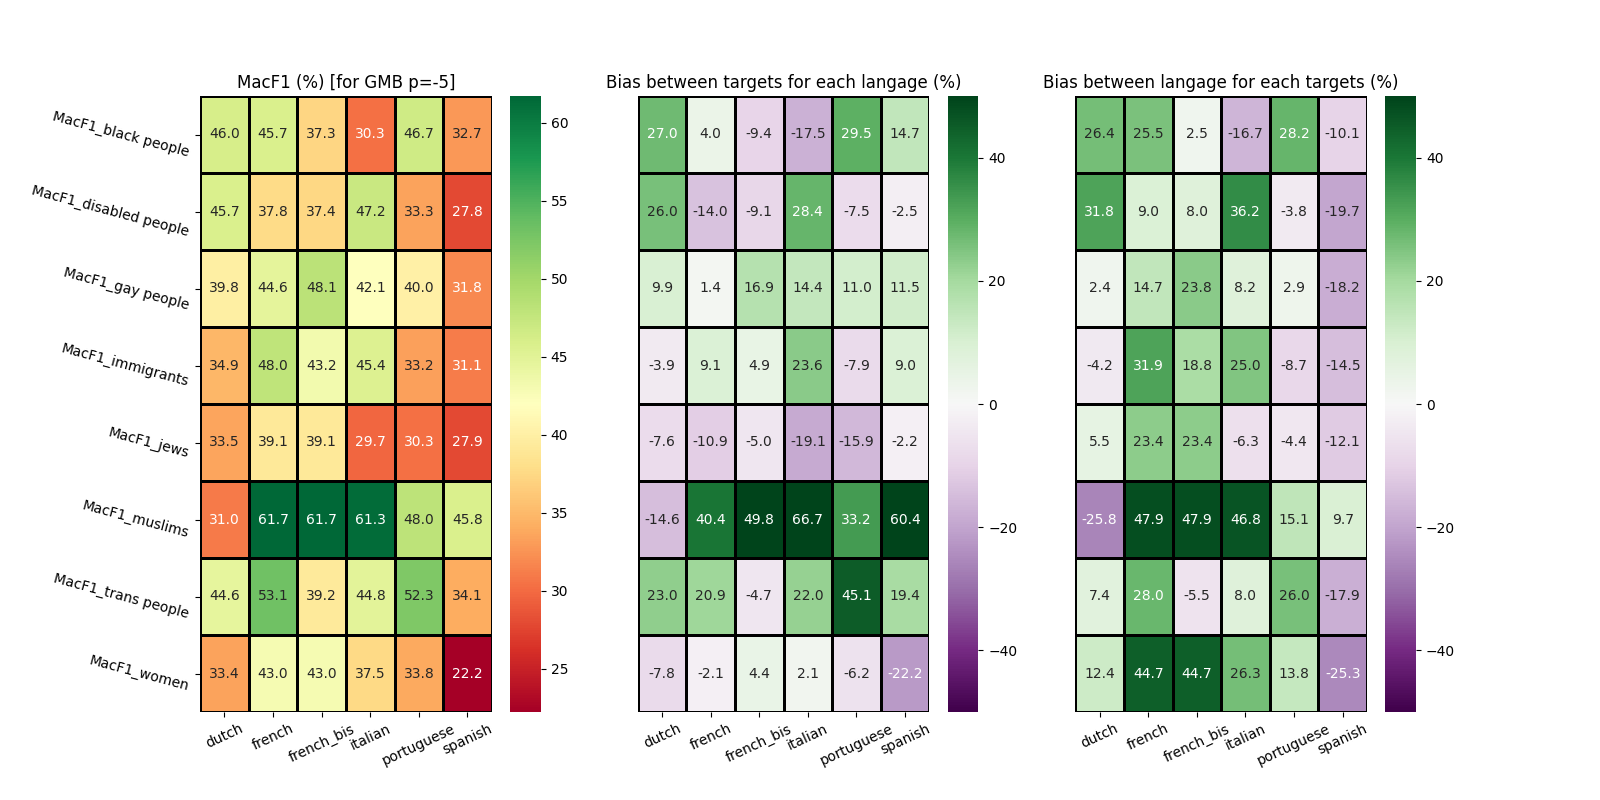 MacF1 (%) [for GMB p=-5]
MacF1_black people 46.0 45.7 37.3 30.3 46.7 32.7
MacF1_disabled people 45.7 37.8 37.4 47.2 33.3 27.8
MacF1_gay people 39.8 44.6 48.1 42.1 40.0 31.8
MacF1_immigrants 34.9 48.0 43.2 45.4 33.2 31.1
MacF1_jews 33.5 39.1 39.1 29.7 30.3 27.9
MacF1_muslims 31.0 61.7 61.7 61.3 48.0 45.8
MacF1_trans people 44.6 53.1 39.2 44.8 52.3 34.1
MacF1_women 33.4 43.0 43.0 37.5 33.8 22.2
dutch french french_bis italian portuguese spanish
60
55
50
45
40
35
30
25
Bias between targets for each langage (%)
27.0 4.0 -9.4 -17.5 29.5 14.7
26.0 -14.0 -9.1 28.4 -7.5 -2.5
9.9 1.4 16.9 14.4 11.0 11.5
-3.9 9.1 4.9 23.6 -7.9 9.0
-7.6 -10.9 -5.0 -19.1 -15.9 -2.2
-14.6 40.4 49.8 66.7 33.2 60.4
23.0 20.9 -4.7 22.0 45.1 19.4
-7.8 -2.1 4.4 2.1 -6.2 -22.2
dutch french french_bis italian portuguese spanish
40
20
0
−20
−40
Bias between langage for each targets (%)
26.4 25.5 2.5 -16.7 28.2 -10.1
31.8 9.0 8.0 36.2 -3.8 -19.7
2.4 14.7 23.8 8.2 2.9 -18.2
-4.2 31.9 18.8 25.0 -8.7 -14.5
5.5 23.4 23.4 -6.3 -4.4 -12.1
-25.8 47.9 47.9 46.8 15.1 9.7
7.4 28.0 -5.5 8.0 26.0 -17.9
12.4 44.7 44.7 26.3 13.8 -25.3
dutch french french_bis italian portuguese spanish
40
20
0
−20
−40